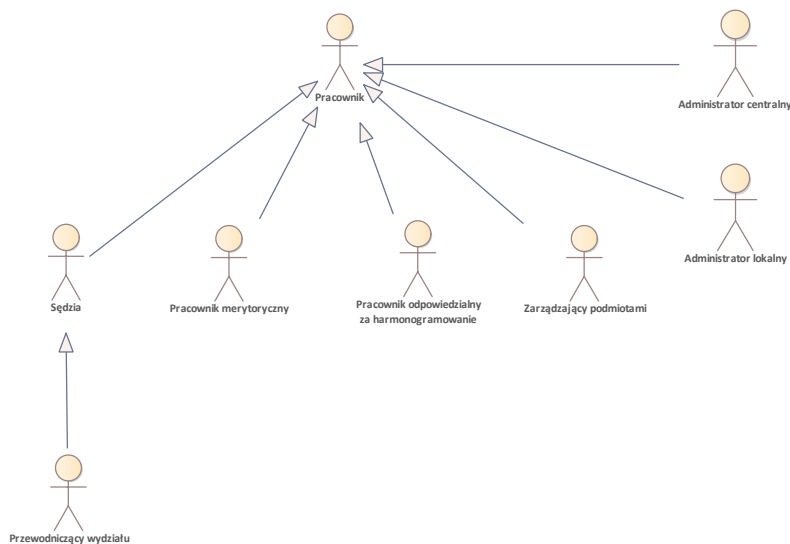 Pracownik
Administrator centralny
Administrator lokalny
Sędzia
Pracownik merytoryczny
Pracownik odpowiedzialny
za harmonogramowanie
Zarządzający podmiotami
Przewodniczący wydziału